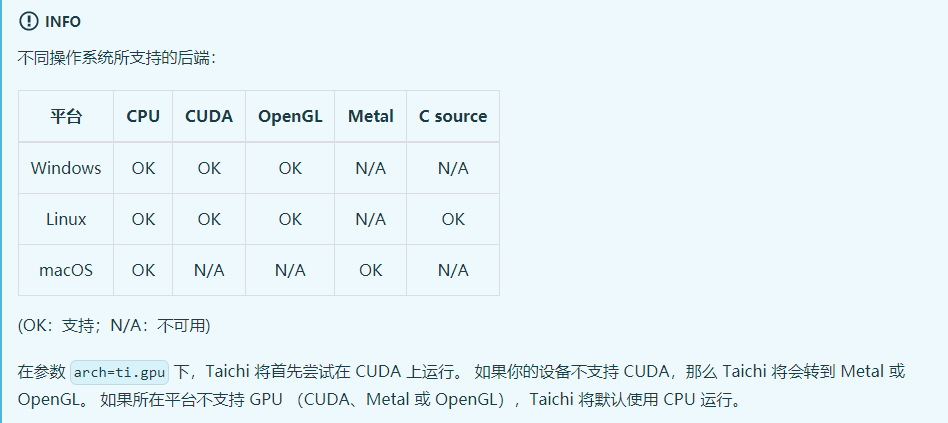 INFO
不同操作系统所支持的后端：
平台 CPU CUDA OpenGL Metal C source
Windows OK OK OK N/A N/A
Linux OK OK OK N/A OK
macOS OK N/A N/A OK N/A
(OK：支持；N/A：不可用)
在参数 arch=ti.gpu 下，Taichi 将首先尝试在 CUDA 上运行。 如果你的设备不支持 CUDA，那么 Taichi 将会转到 Metal 或
OpenGL。 如果所在平台不支持 GPU （CUDA、Metal 或 OpenGL），Taichi 将默认使用 CPU 运行。